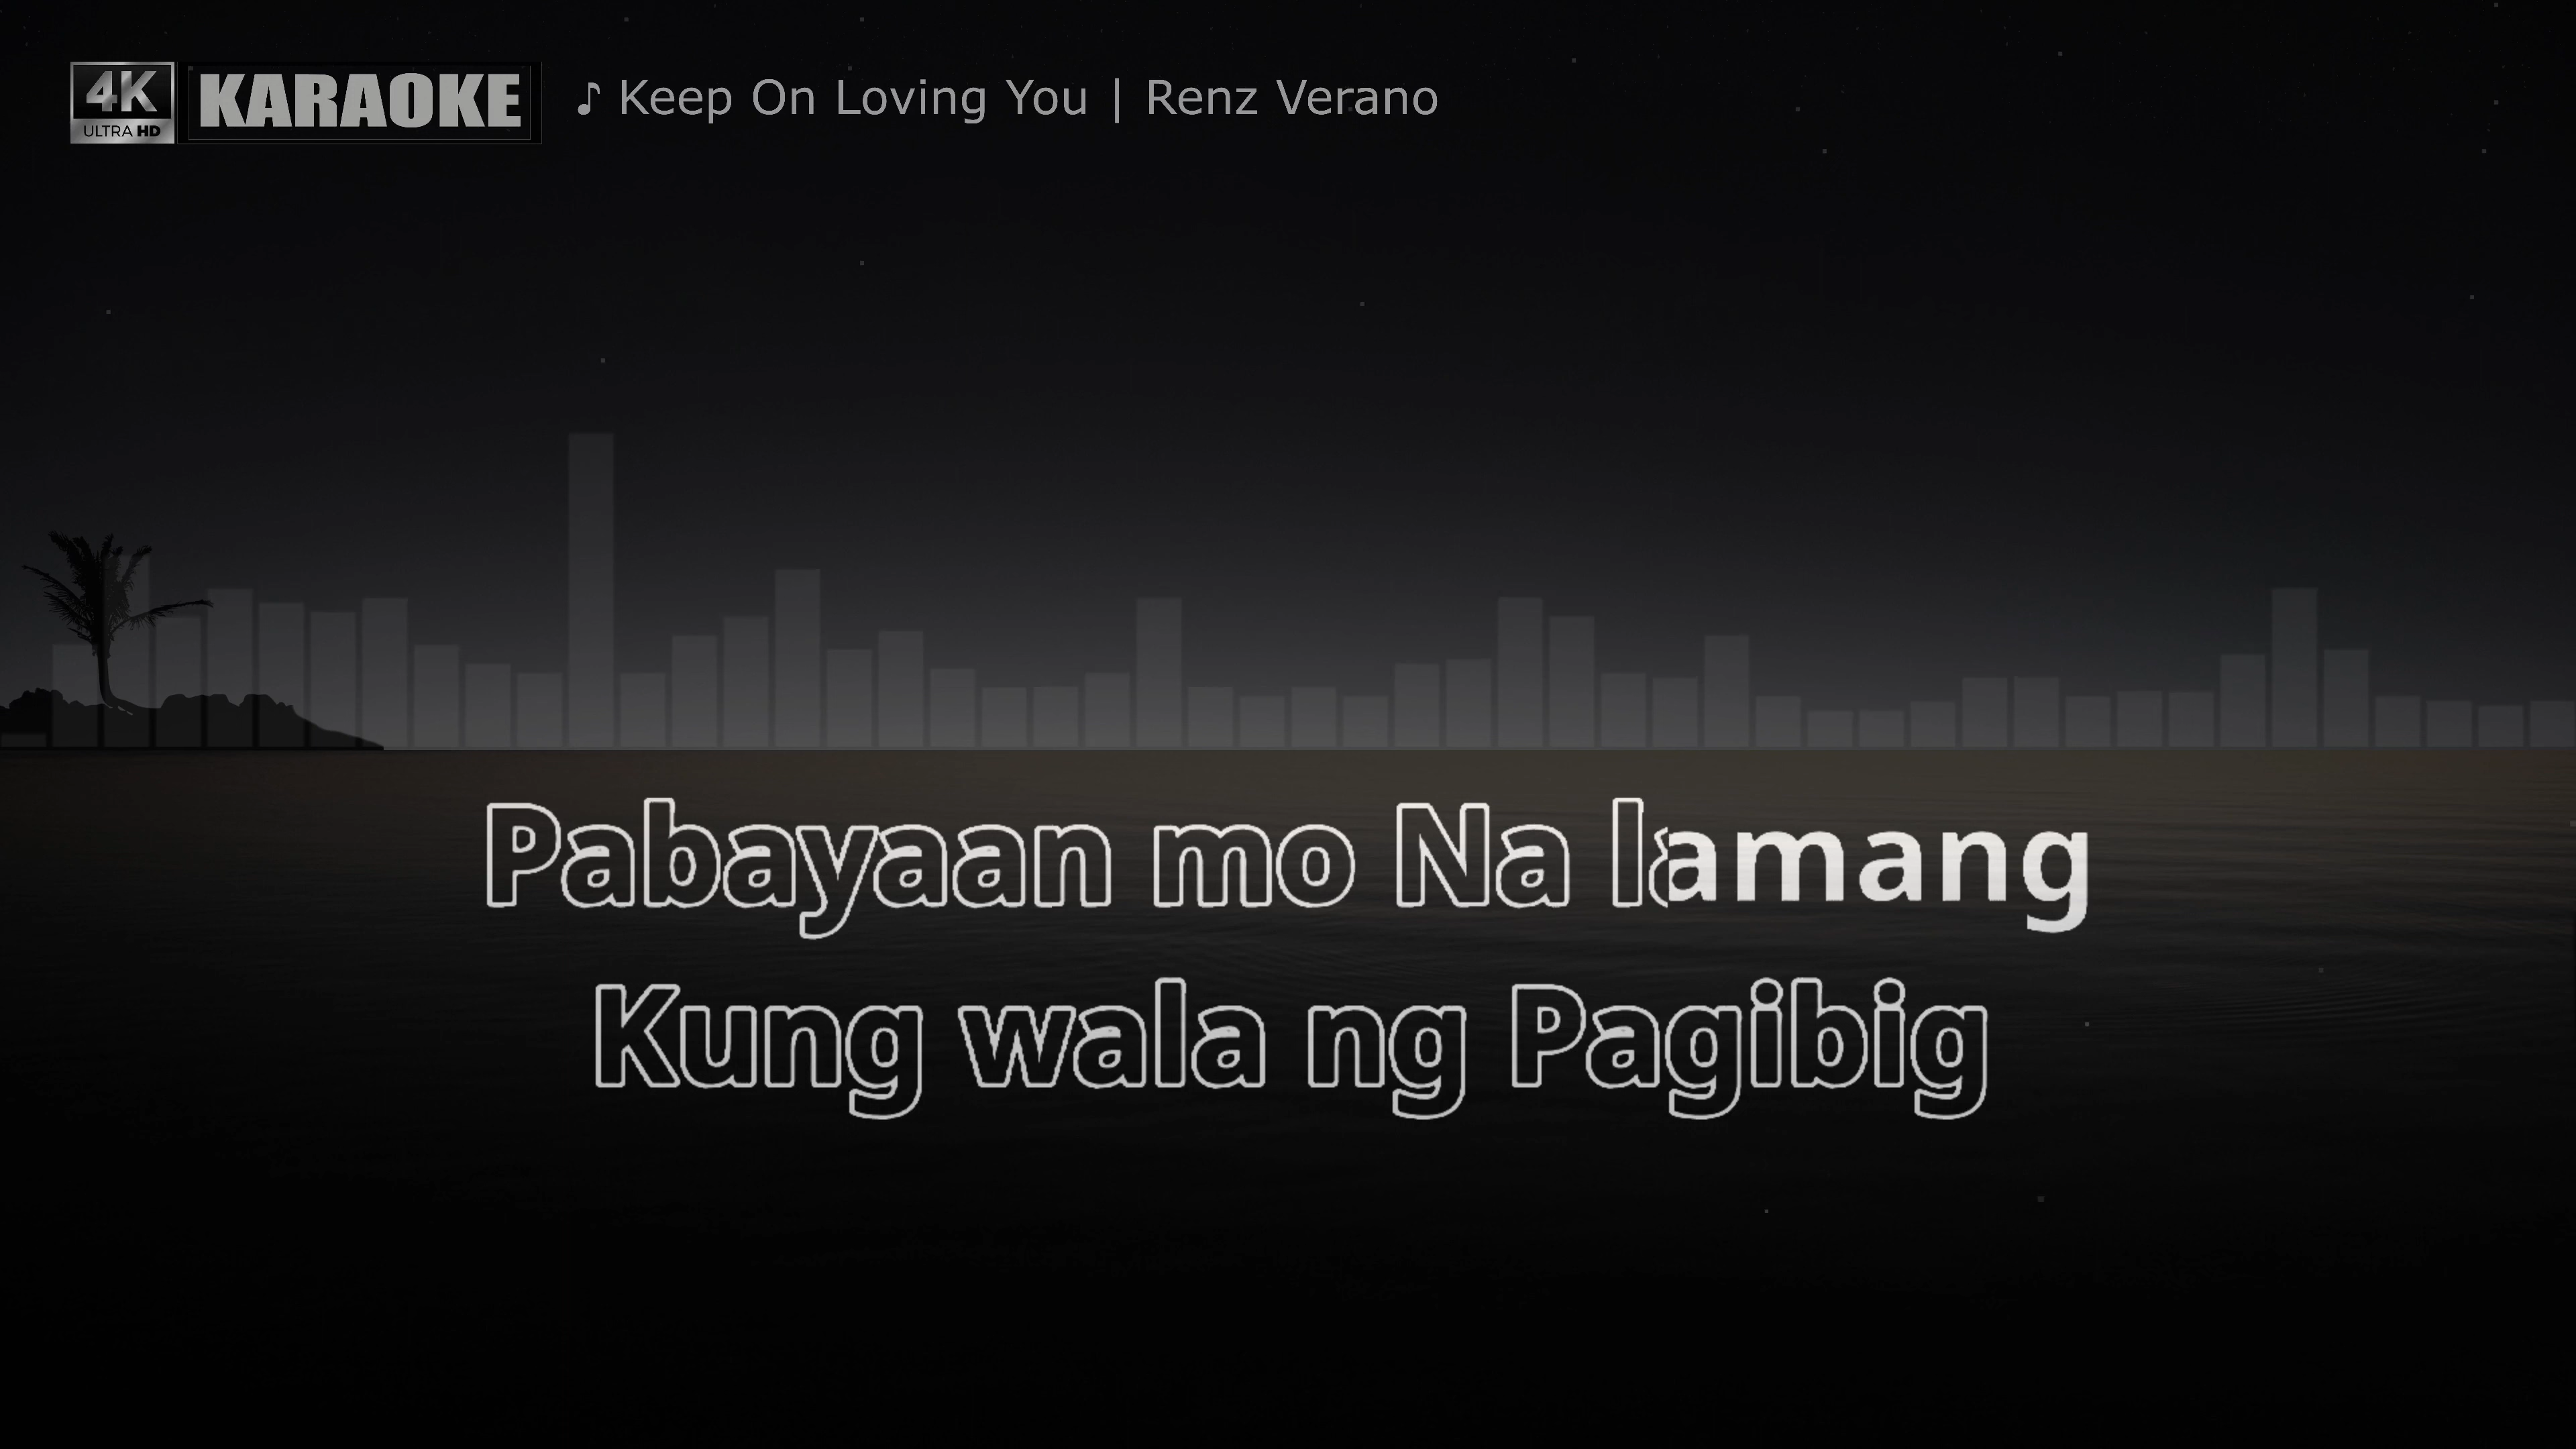 4K ULTRA HD KARAOKE ♪ Keep On Loving You | Renz Verano
Pabayaan mo Na lamang
Kung wala ng Pagibig